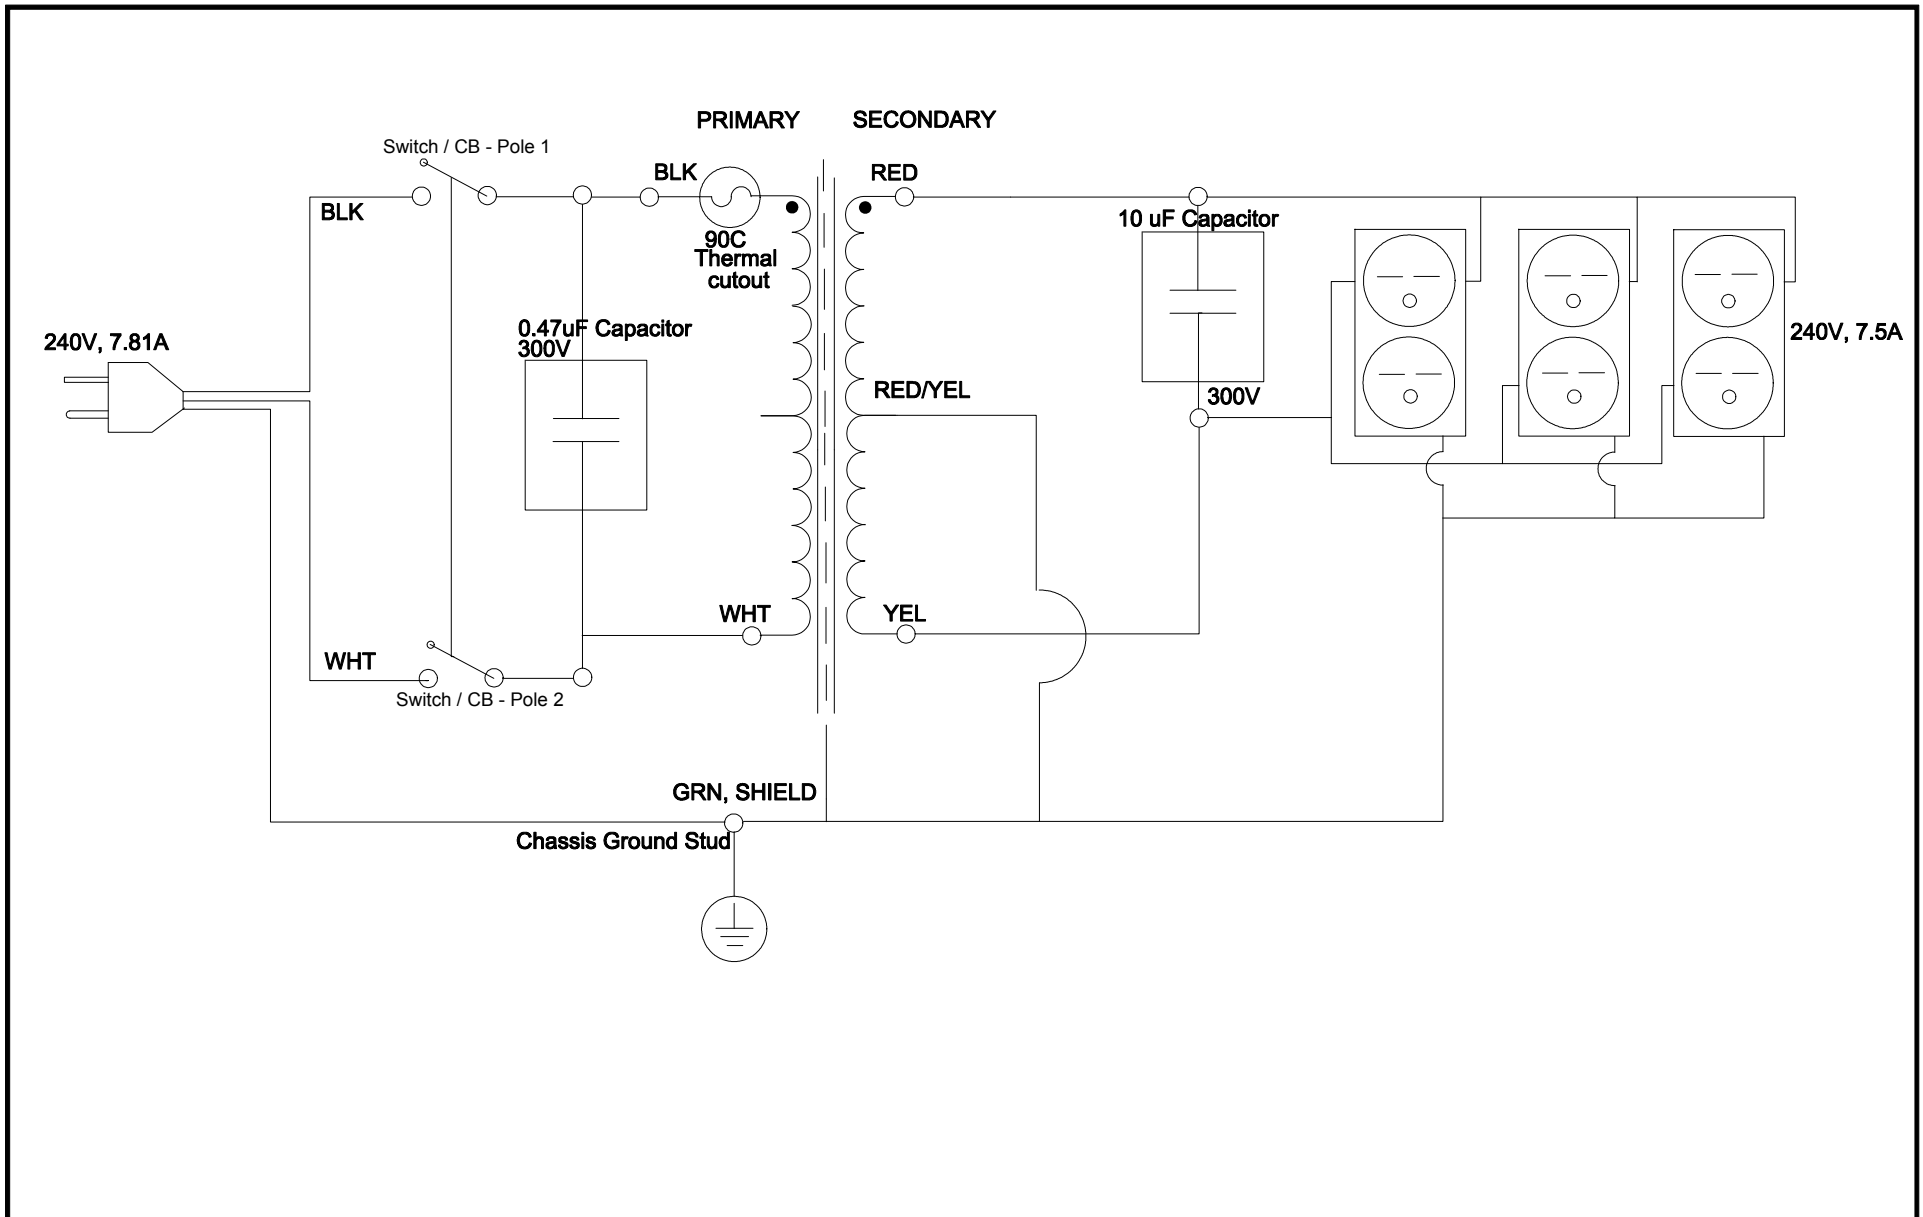 PRIMARY
SECONDARY
Switch / CB - Pole 1
BLK
RED
BLK
10 uF Capacitor
90C
Thermal
cutout
0.47uF Capacitor
300V
240V, 7.81A
240V, 7.5A
RED/YEL
300V
WHT
YEL
WHT
Switch / CB - Pole 2
GRN, SHIELD
Chassis Ground Stud